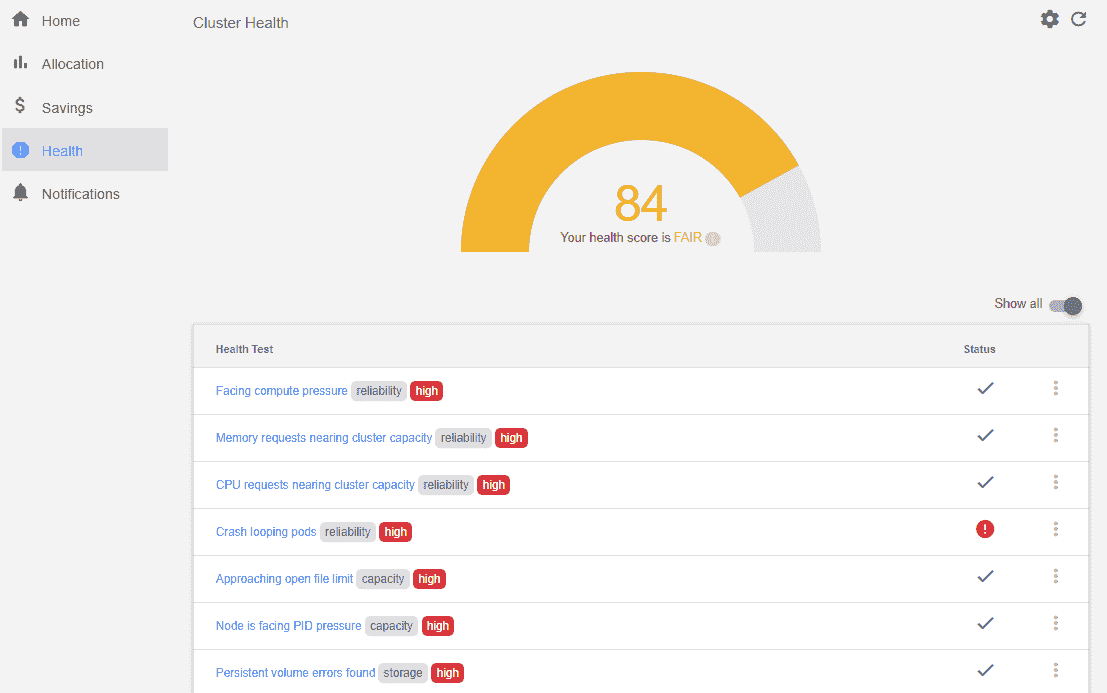 Home
Allocation
Savings
Health
Notifications
Cluster Health
84
Your health score is FAIR
Show all
Health Test Status
Facing compute pressure reliability high
Memory requests nearing cluster capacity reliability high
CPU requests nearing cluster capacity reliability high
Crash looping pods reliability high
Approaching open file limit capacity high
Node is facing PID pressure capacity high
Persistent volume errors found storage high